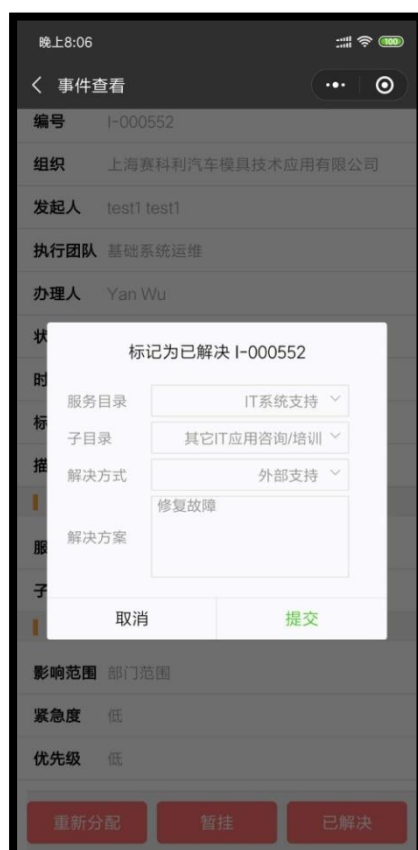 晚上8:06
100
事件查看
编号 I-000552
组织 上海赛科利汽车模具技术应用有限公司
发起人 test1 test1
执行团队 基础系统运维
办理人 Yan Wu
状
时
标
描
标记为已解决 I-000552
服务目录 IT系统支持
子目录 其它IT应用咨询/培训
解决方式 外部支持
解决方案 修复故障
取消 提交
服
子
影响范围 部门范围
紧急度 低
优先级 低
重新分配 暂挂 已解决